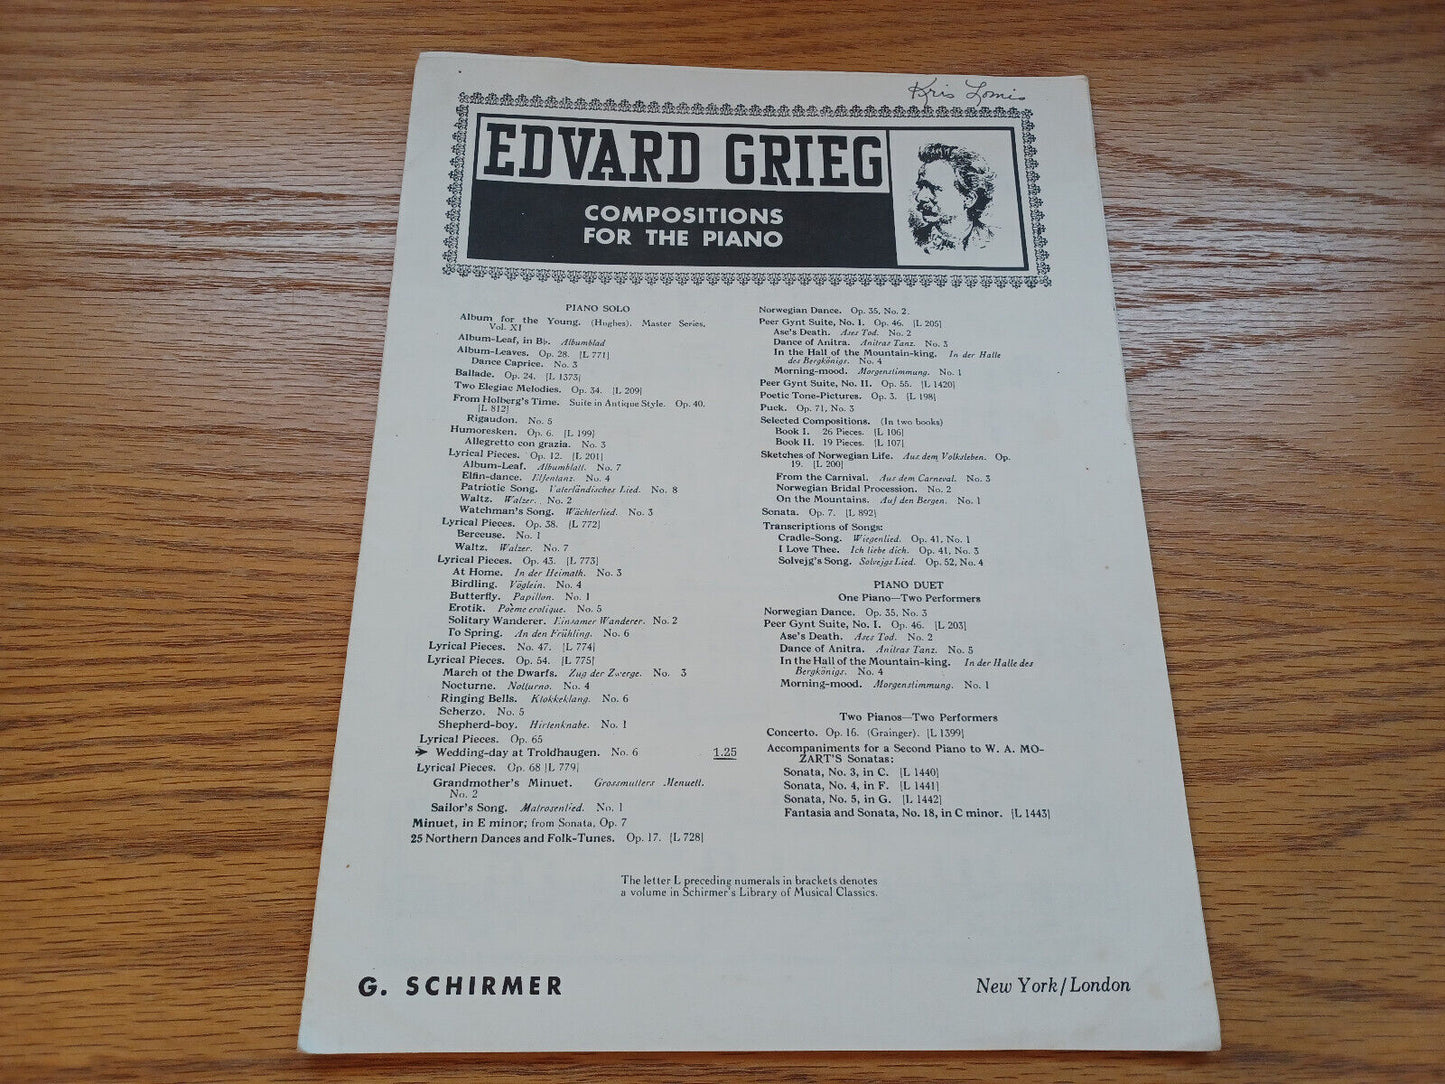 Kris Lomis
EDVARD GRIEG
COMPOSITIONS
FOR THE PIANO
PIANO SOLO
Album for the Young. (Hughes). Master Series.
Vol. XI
Album-Leaf, in B♭. Albumblad
Album-Leaves. Op. 28. [L 771]
Dance Caprice. No. 3
Ballade. Op. 24. [L 1373]
Two Elegiac Melodies. Op. 34. [L 209]
From Holberg's Time. Suite in Antique Style. Op. 40.
[L 812]
Rigaudon. No. 5
Humoresken. Op. 6. [L 199]
Allegretto con grazia. No. 3
Lyrical Pieces. Op. 12. [L 201]
Album-Leaf. Albumblatt. No. 7
Elfin-dance. Elfentanz. No. 4
Patriotic Song. Vaterländisches Lied. No. 8
Waltz. Walzer. No. 2
Watchman's Song. Wächterlied. No. 3
Lyrical Pieces. Op. 38. [L 772]
Berceuse. No. 1
Waltz. Walzer. No. 7
Lyrical Pieces. Op. 43. [L 773]
At Home. In der Heimath. No. 3
Birdling. Vöglein. No. 4
Butterfly. Papillon. No. 1
Erotik. Poème erotique. No. 5
Solitary Wanderer. Einsamer Wanderer. No. 2
To Spring. An den Frühling. No. 6
Lyrical Pieces. No. 47. [L 774]
Lyrical Pieces. Op. 54. [L 775]
March of the Dwarfs. Zug der Zwerge. No. 3
Nocturne. Notturno. No. 4
Ringing Bells. Klokkeklang. No. 6
Scherzo. No. 5
Shepherd-boy. Hirtenknabe. No. 1
Lyrical Pieces. Op. 65
➔ Wedding-day at Troldhaugen. No. 6 1.25
Lyrical Pieces. Op. 68 [L 779]
Grandmother's Minuet. Grossmutters Menuett.
No. 2
Sailor's Song. Matrosenlied. No. 1
Minuet, in E minor; from Sonata, Op. 7
25 Northern Dances and Folk-Tunes. Op. 17. [L 728]
Norwegian Dance. Op. 35, No. 2.
Peer Gynt Suite, No. I. Op. 46. [L 205]
Ase's Death. Ases Tod. No. 2
Dance of Anitra. Anitras Tanz. No. 3
In the Hall of the Mountain-king. In der Halle
des Bergkönigs. No. 4
Morning-mood. Morgenstimmung. No. 1
Peer Gynt Suite, No. II. Op. 55. [L 1420]
Poetic Tone-Pictures. Op. 3. [L 198]
Puck. Op. 71, No. 3
Selected Compositions. (In two books)
Book I. 26 Pieces. [L 106]
Book II. 19 Pieces. [L 107]
Sketches of Norwegian Life. Aus dem Volksleben. Op.
19. [L 200]
From the Carnival. Aus dem Carneval. No. 3
Norwegian Bridal Procession. No. 2
On the Mountains. Auf den Bergen. No. 1
Sonata. Op. 7. [L 892]
Transcriptions of Songs:
Cradle-Song. Wiegenlied. Op. 41, No. 1
I Love Thee. Ich liebe dich. Op. 41, No. 3
Solvejg's Song. Solvejgs Lied. Op. 52, No. 4
PIANO DUET
One Piano—Two Performers
Norwegian Dance. Op. 35, No. 3
Peer Gynt Suite, No. I. Op. 46. [L 203]
Ase's Death. Ases Tod. No. 2
Dance of Anitra. Anitras Tanz. No. 5
In the Hall of the Mountain-king. In der Halle des
Bergkönigs. No. 4
Morning-mood. Morgenstimmung. No. 1
Two Pianos—Two Performers
Concerto. Op. 16. (Grainger). [L 1399]
Accompaniments for a Second Piano to W. A. MO-
ZART'S Sonatas:
Sonata, No. 3, in C. [L 1440]
Sonata, No. 4, in F. [L 1441]
Sonata, No. 5, in G. [L 1442]
Fantasia and Sonata, No. 18, in C minor. [L 1443]
The letter L preceding numerals in brackets denotes
a volume in Schirmer's Library of Musical Classics.
G. SCHIRMER
New York/London